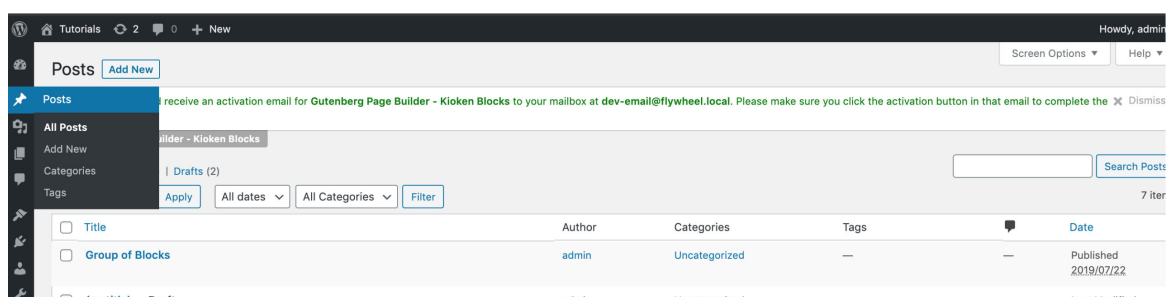 Tutorials 2 0 New Howdy, admin
Screen Options Help
Posts Add New
Posts
receive an activation email for Gutenberg Page Builder - Kioken Blocks to your mailbox at dev-email@flywheel.local. Please make sure you click the activation button in that email to complete the Dismiss
All Posts
uilder - Kioken Blocks
Add New
Categories | Drafts (2) Search Posts
Tags Apply All dates All Categories Filter 7 iter
Title Author Categories Tags Date
Group of Blocks admin Uncategorized — — Published
2019/07/22